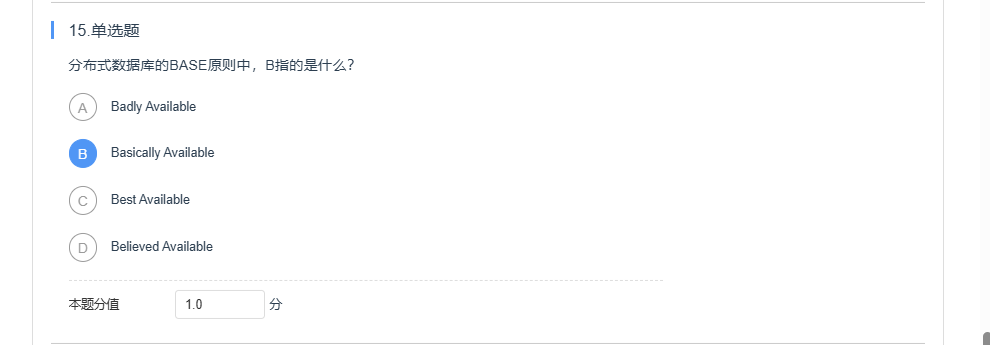 15.单选题
分布式数据库的BASE原则中，B指的是什么?
A Badly Available
B Basically Available
C Best Available
D Believed Available
本题分值 1.0 分